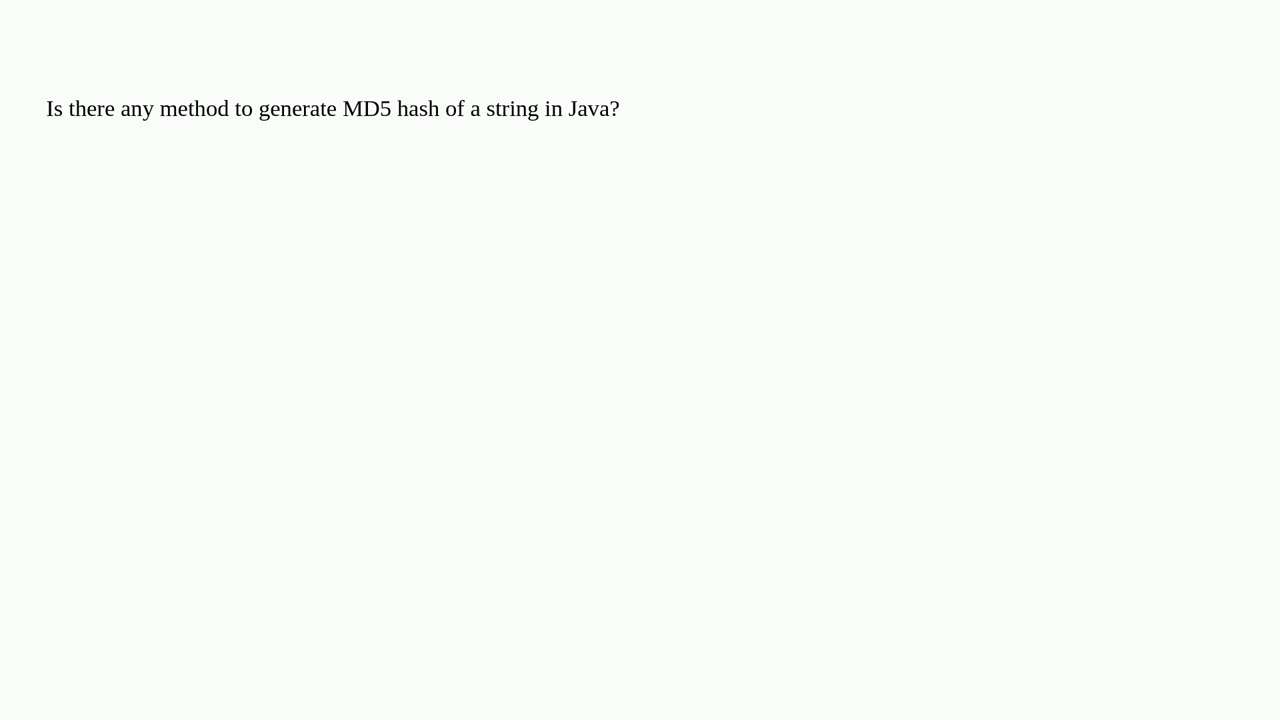 Is there any method to generate MD5 hash of a string in Java?